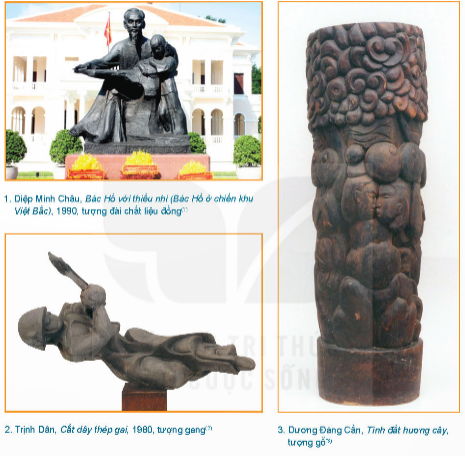 1. Diệp Minh Châu, Bác Hồ với thiếu nhi (Bác Hồ ở chiến khu
Việt Bắc), 1990, tượng đài chất liệu đồng(1)
2. Trịnh Dân, Cắt dây thép gai, 1980, tượng gang(2)
3. Dương Đăng Cẩn, Tình đất hương cây,
tượng gỗ(3)